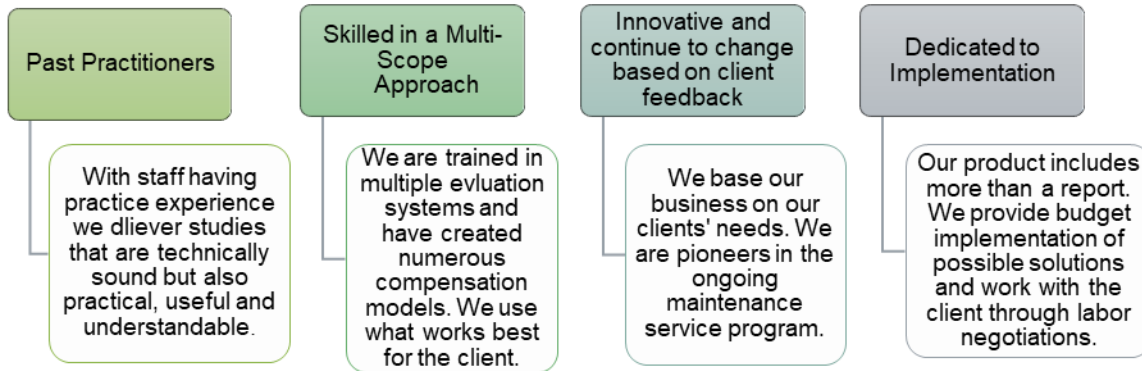 Past Practitioners
With staff having
practice experience
we dliever studies
that are technically
sound but also
practical, useful and
understandable.
Skilled in a Multi-
Scope
Approach
We are trained in
multiple evluation
systems and
have created
numerous
compensation
models. We use
what works best
for the client.
Innovative and
continue to change
based on client
feedback
We base our
business on our
clients' needs. We
are pioneers in the
ongoing
maintenance
service program.
Dedicated to
Implementation
Our product includes
more than a report.
We provide budget
implementation of
possible solutions
and work with the
client through labor
negotiations.